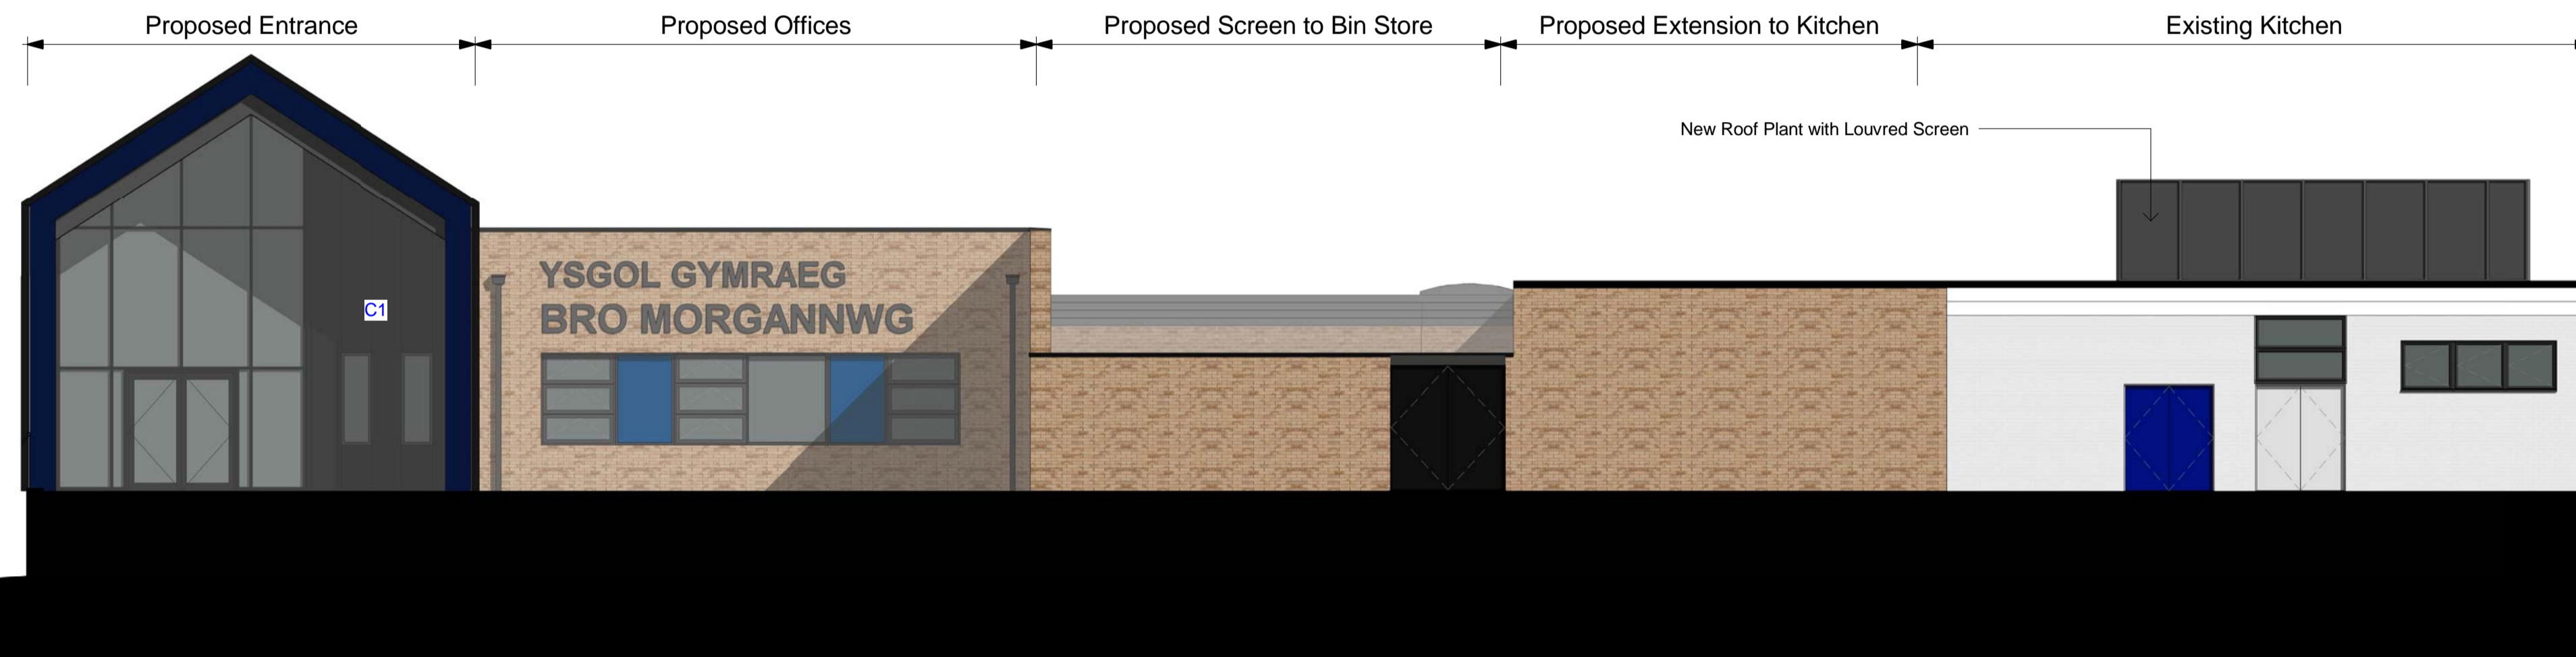 Proposed Entrance
Proposed Offices
Proposed Screen to Bin Store
Proposed Extension to Kitchen
Existing Kitchen
New Roof Plant with Louvred Screen
YSGOL GYMRAEG
BRO MORGANNWG
C1